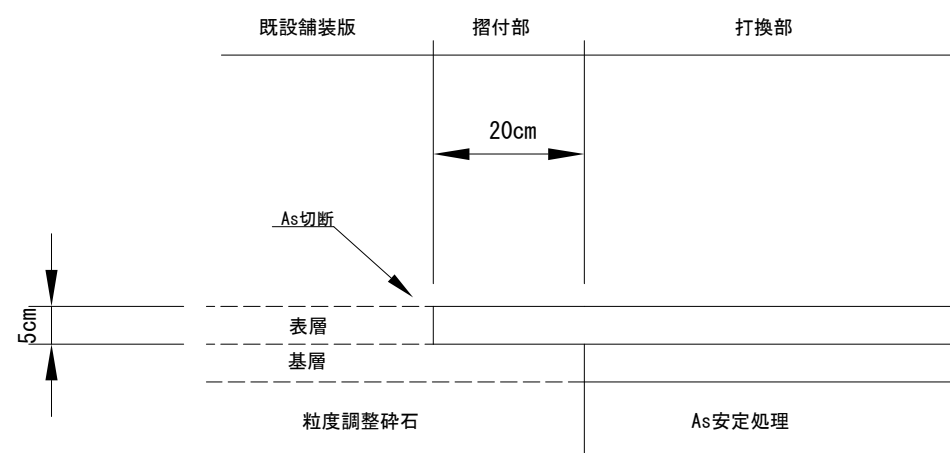 既設舗装版
摺付部
打換部
20cm
As切断
5cm
表層
基層
粒度調整砕石
As安定処理